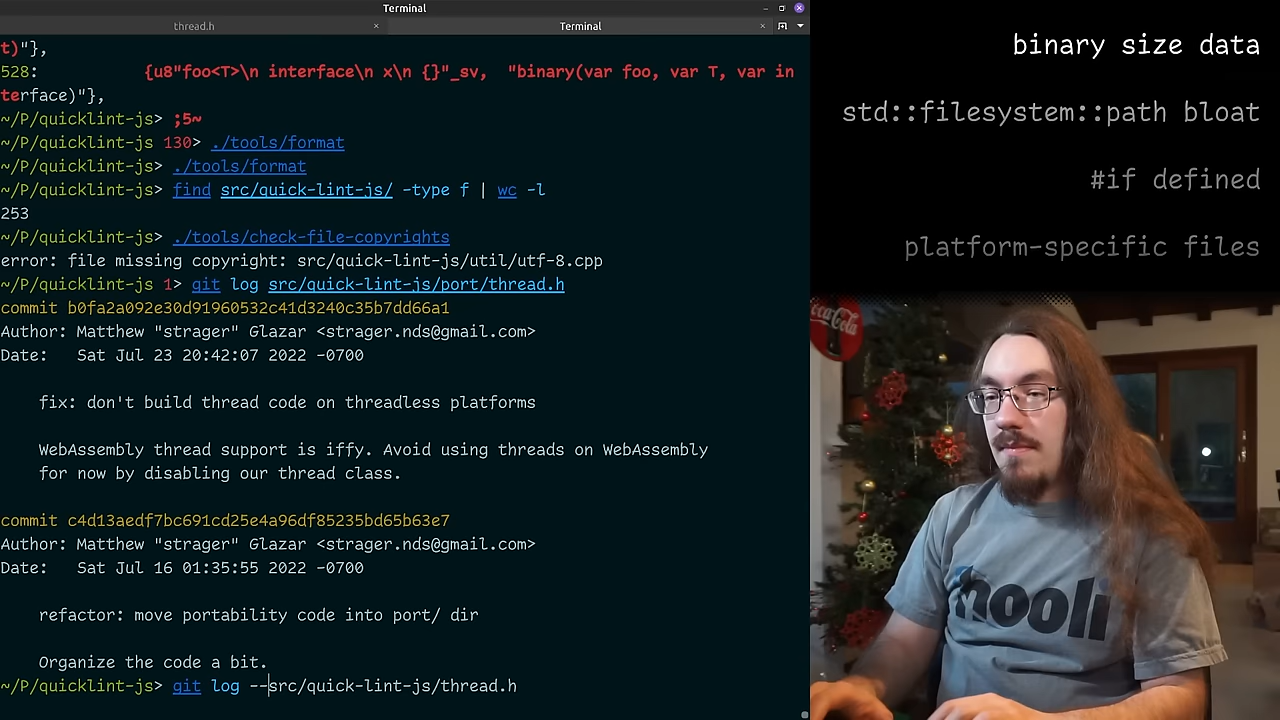 Terminal
thread.h
Terminal
t)"},
528:           {u8"foo<T>\n interface\n x\n {}"_sv,  "binary(var foo, var T, var in
terface)"},
~/P/quicklint-js> ;5~
~/P/quicklint-js 130> ./tools/format
~/P/quicklint-js> ./tools/format
~/P/quicklint-js> find src/quick-lint-js/ -type f | wc -l
253
~/P/quicklint-js> ./tools/check-file-copyrights
error: file missing copyright: src/quick-lint-js/util/utf-8.cpp
~/P/quicklint-js 1> git log src/quick-lint-js/port/thread.h
commit b0fa2a092e30d91960532c41d3240c35b7dd66a1
Author: Matthew "strager" Glazar <strager.nds@gmail.com>
Date:   Sat Jul 23 20:42:07 2022 -0700
fix: don't build thread code on threadless platforms
WebAssembly thread support is iffy. Avoid using threads on WebAssembly
for now by disabling our thread class.
commit c4d13aedf7bc691cd25e4a96df85235bd65b63e7
Author: Matthew "strager" Glazar <strager.nds@gmail.com>
Date:   Sat Jul 16 01:35:55 2022 -0700
refactor: move portability code into port/ dir
Organize the code a bit.
~/P/quicklint-js> git log --src/quick-lint-js/thread.h
binary size data
std::filesystem::path bloat
#if defined
platform-specific files
Coca-Cola
hooli